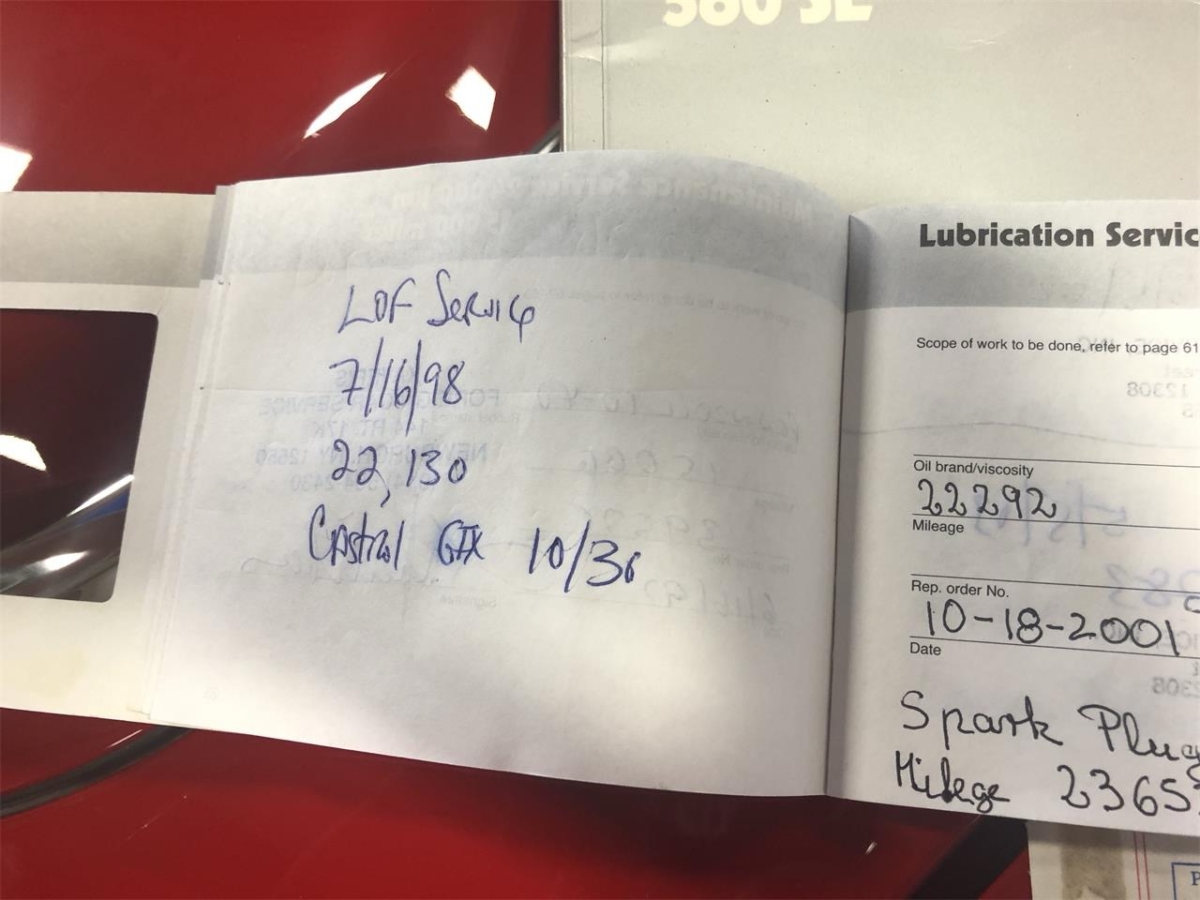 560 SL
LOF Service
7/16/98
22,130
Castrol GTX 10/30
Lubrication Servic
Scope of work to be done, refer to page 61
Oil brand/viscosity
22292
Mileage
Rep. order No.
10-18-2001
Date
Spark Plug
Milege 2365